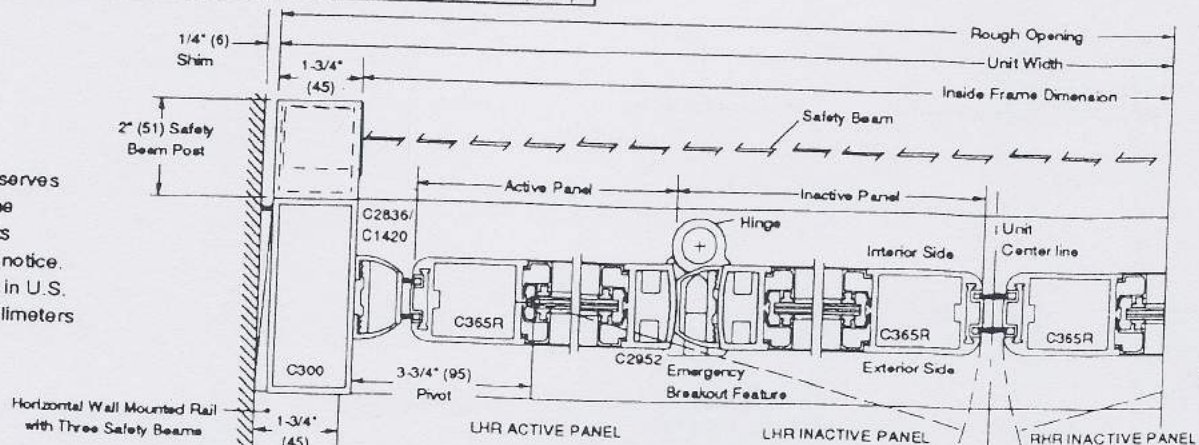 Rough Opening
1/4" (6)
Shim
Unit Width
1-3/4"
(45)
Inside Frame Dimension
Safety Beam
2" (51) Safety
Beam Post
serves
Active Panel
Inactive Panel
C2836/
C1420
Hinge
Unit
Center line
notice.
Interior Side
in U.S.
limeters
C365R
C365R
C365R
C2952
Emergency
Breakout Feature
Exterior Side
C300
3-3/4" (95)
Pivot
Horizontal Wall Mounted Rail
with Three Safety Beams
1-3/4"
(45)
LHR ACTIVE PANEL
LHR INACTIVE PANEL
RHR INACTIVE PANEL